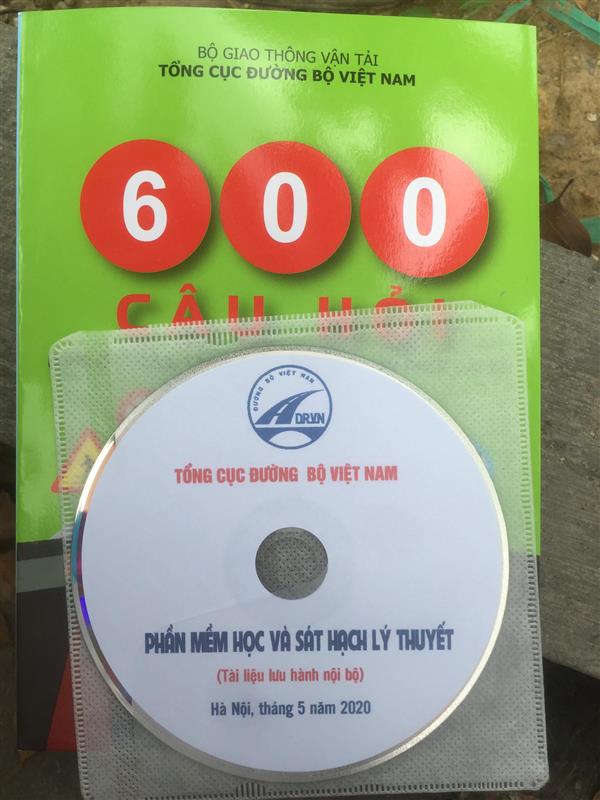 BỘ GIAO THÔNG VẬN TẢI
TỔNG CỤC ĐƯỜNG BỘ VIỆT NAM
600
CÂU HỎI
ĐƯỜNG BỘ VIỆT NAM
DRVN
TỔNG CỤC ĐƯỜNG BỘ VIỆT NAM
PHẦN MỀM HỌC VÀ SÁT HẠCH LÝ THUYẾT
(Tài liệu lưu hành nội bộ)
Hà Nội, tháng 5 năm 2020